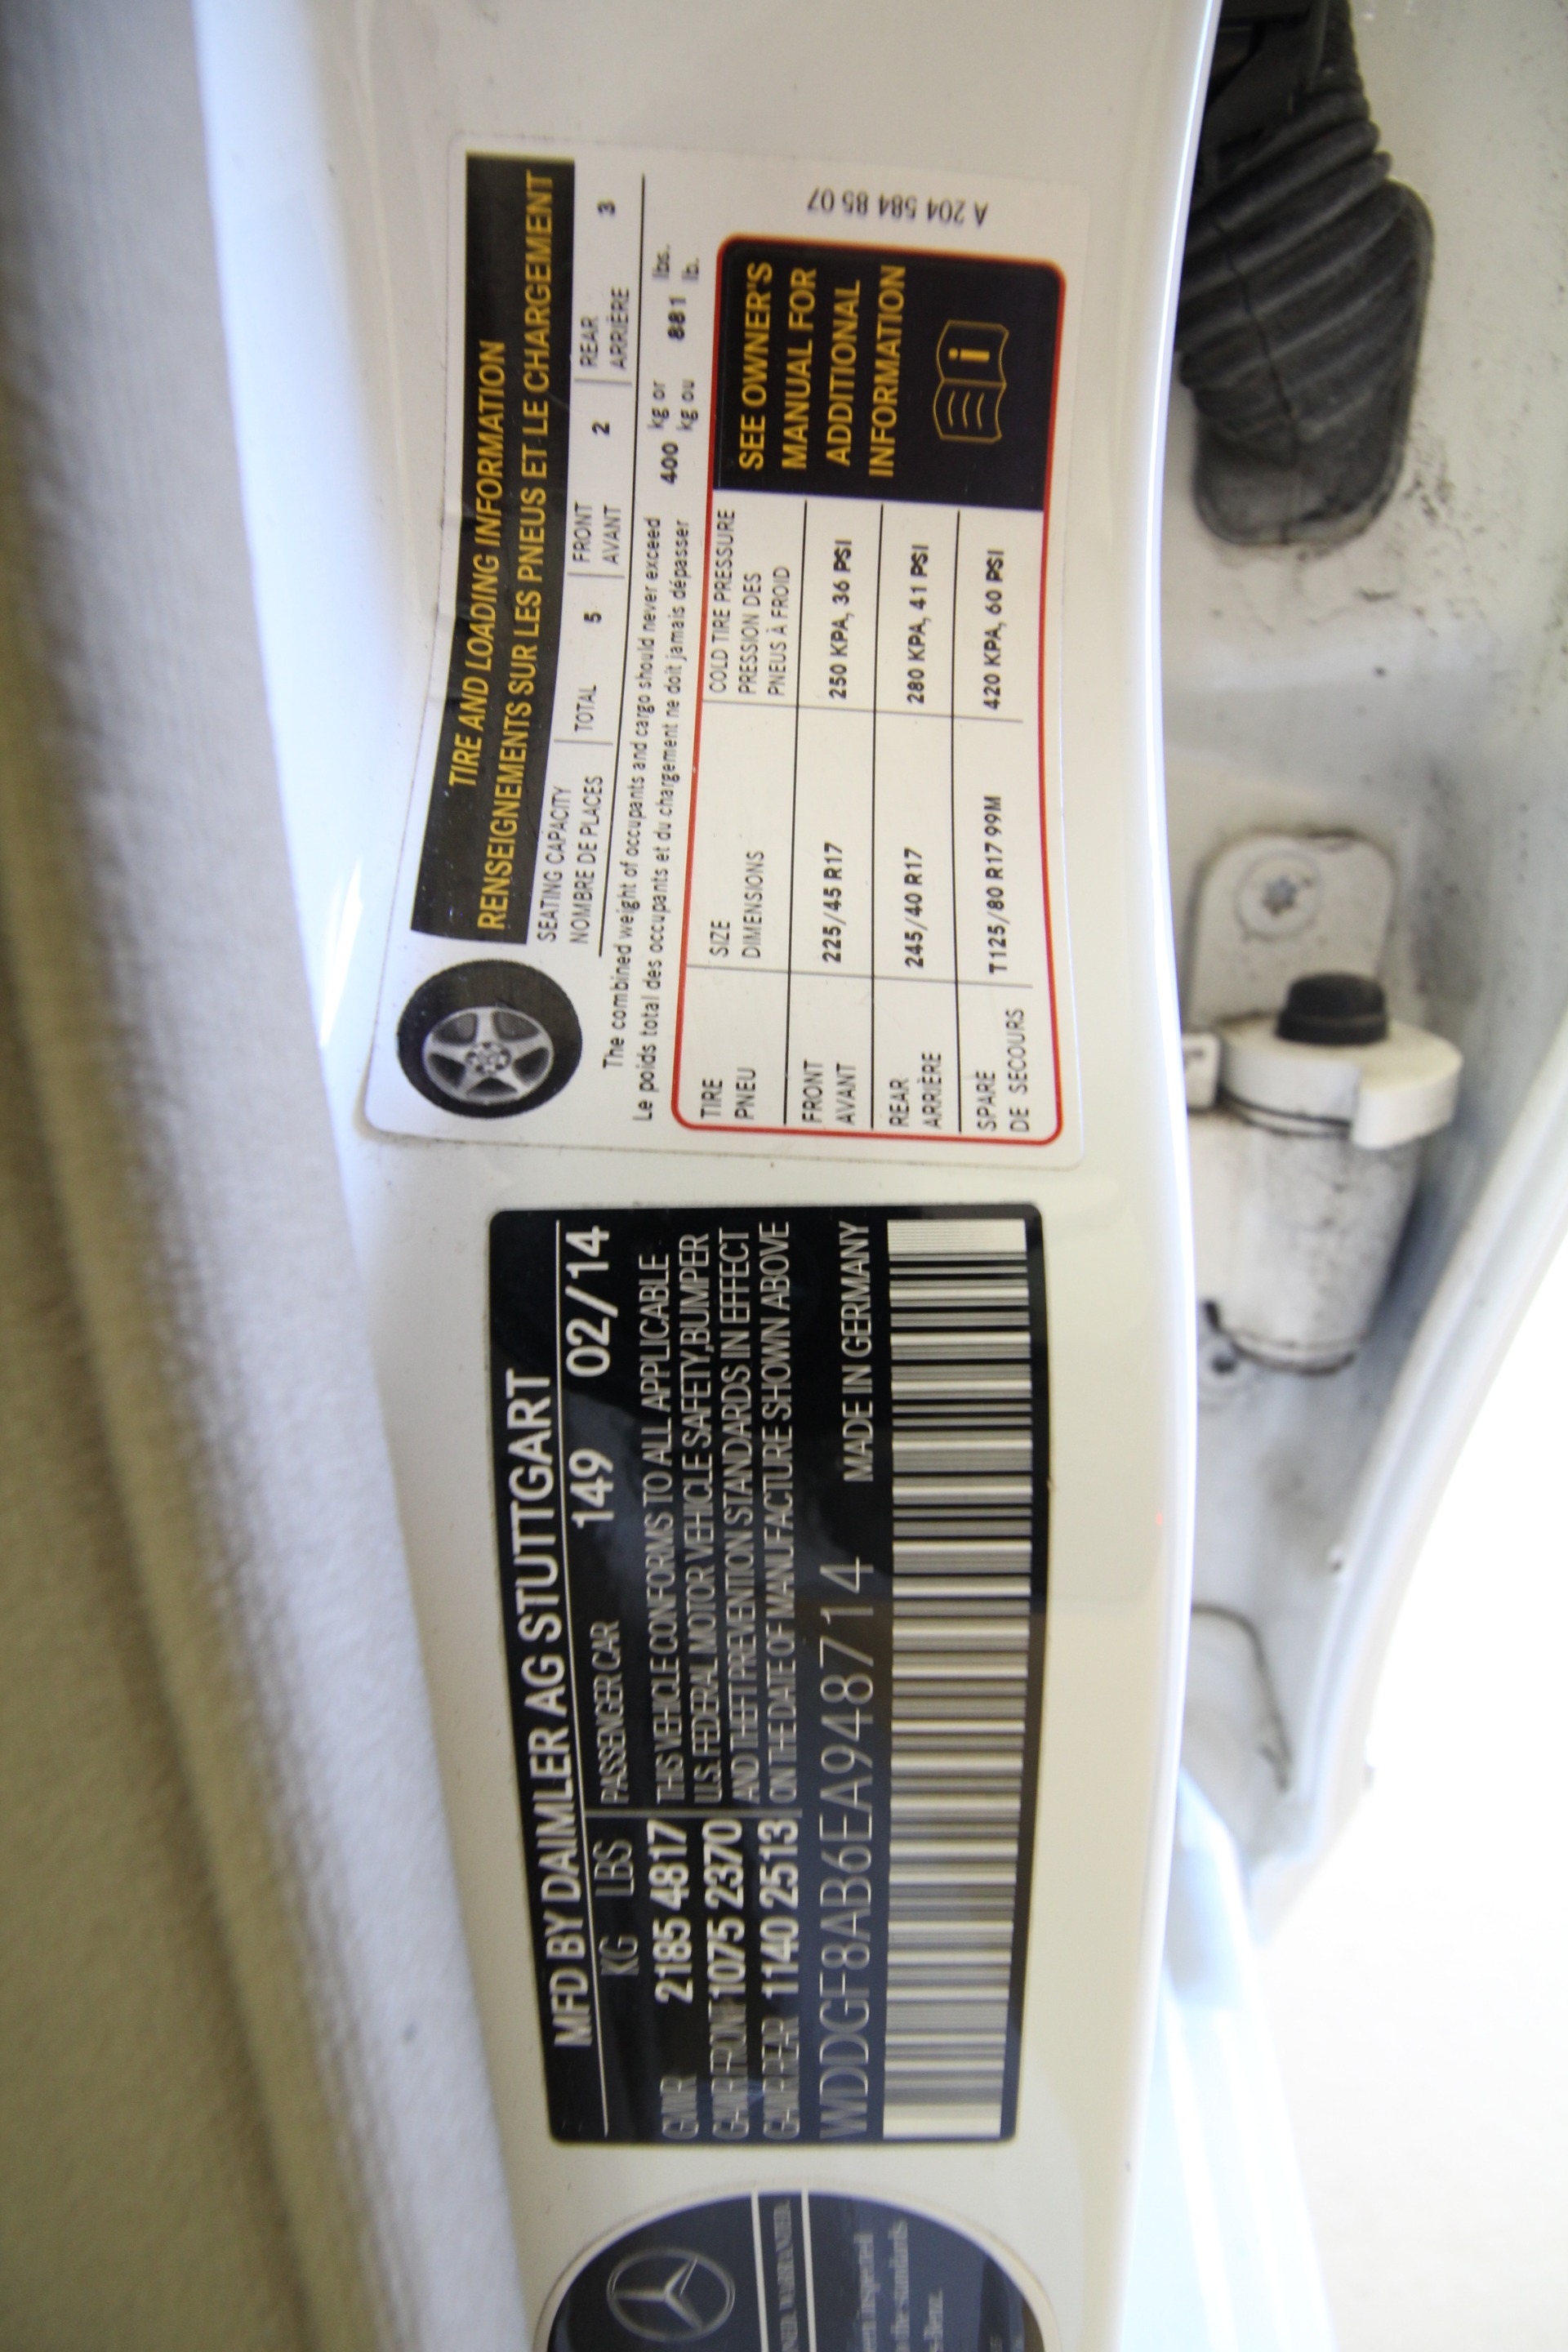 TIRE AND LOADING INFORMATION
RENSEIGNEMENTS SUR LES PNEUS ET LE CHARGEMENT
SEATING CAPACITY
NOMBRE DE PLACES
TOTAL 5
FRONT
AVANT
2
REAR
ARRIÈRE
3
The combined weight of occupants and cargo should never exceed 400 kg or 881 lbs.
Le poids total des occupants et du chargement ne doit jamais dépasser kg ou lb.
TIRE
PNEU
SIZE
DIMENSIONS
COLD TIRE PRESSURE
PRESSION DES
PNEUS À FROID
FRONT
AVANT
225/45 R17
250 KPA, 36 PSI
REAR
ARRIÈRE
245/40 R17
280 KPA, 41 PSI
SPARE
DE SECOURS
T125/80 R17 99M
420 KPA, 60 PSI
SEE OWNER'S
MANUAL FOR
ADDITIONAL
INFORMATION
i
A 204 584 85 07
MFD BY DAIMLER AG STUTTGART
149 02/14
KG LBS
PASSENGER CAR
GVWR 2185 4817
GAWR FRONT 1075 2370
GAWR REAR 1140 2513
THIS VEHICLE CONFORMS TO ALL APPLICABLE
U.S. FEDERAL MOTOR VEHICLE SAFETY,BUMPER
AND THEFT PREVENTION STANDARDS IN EFFECT
ON THE DATE OF MANUFACTURE SHOWN ABOVE
WDDGF8AB6EA948714 MADE IN GERMANY
inspected
the standards